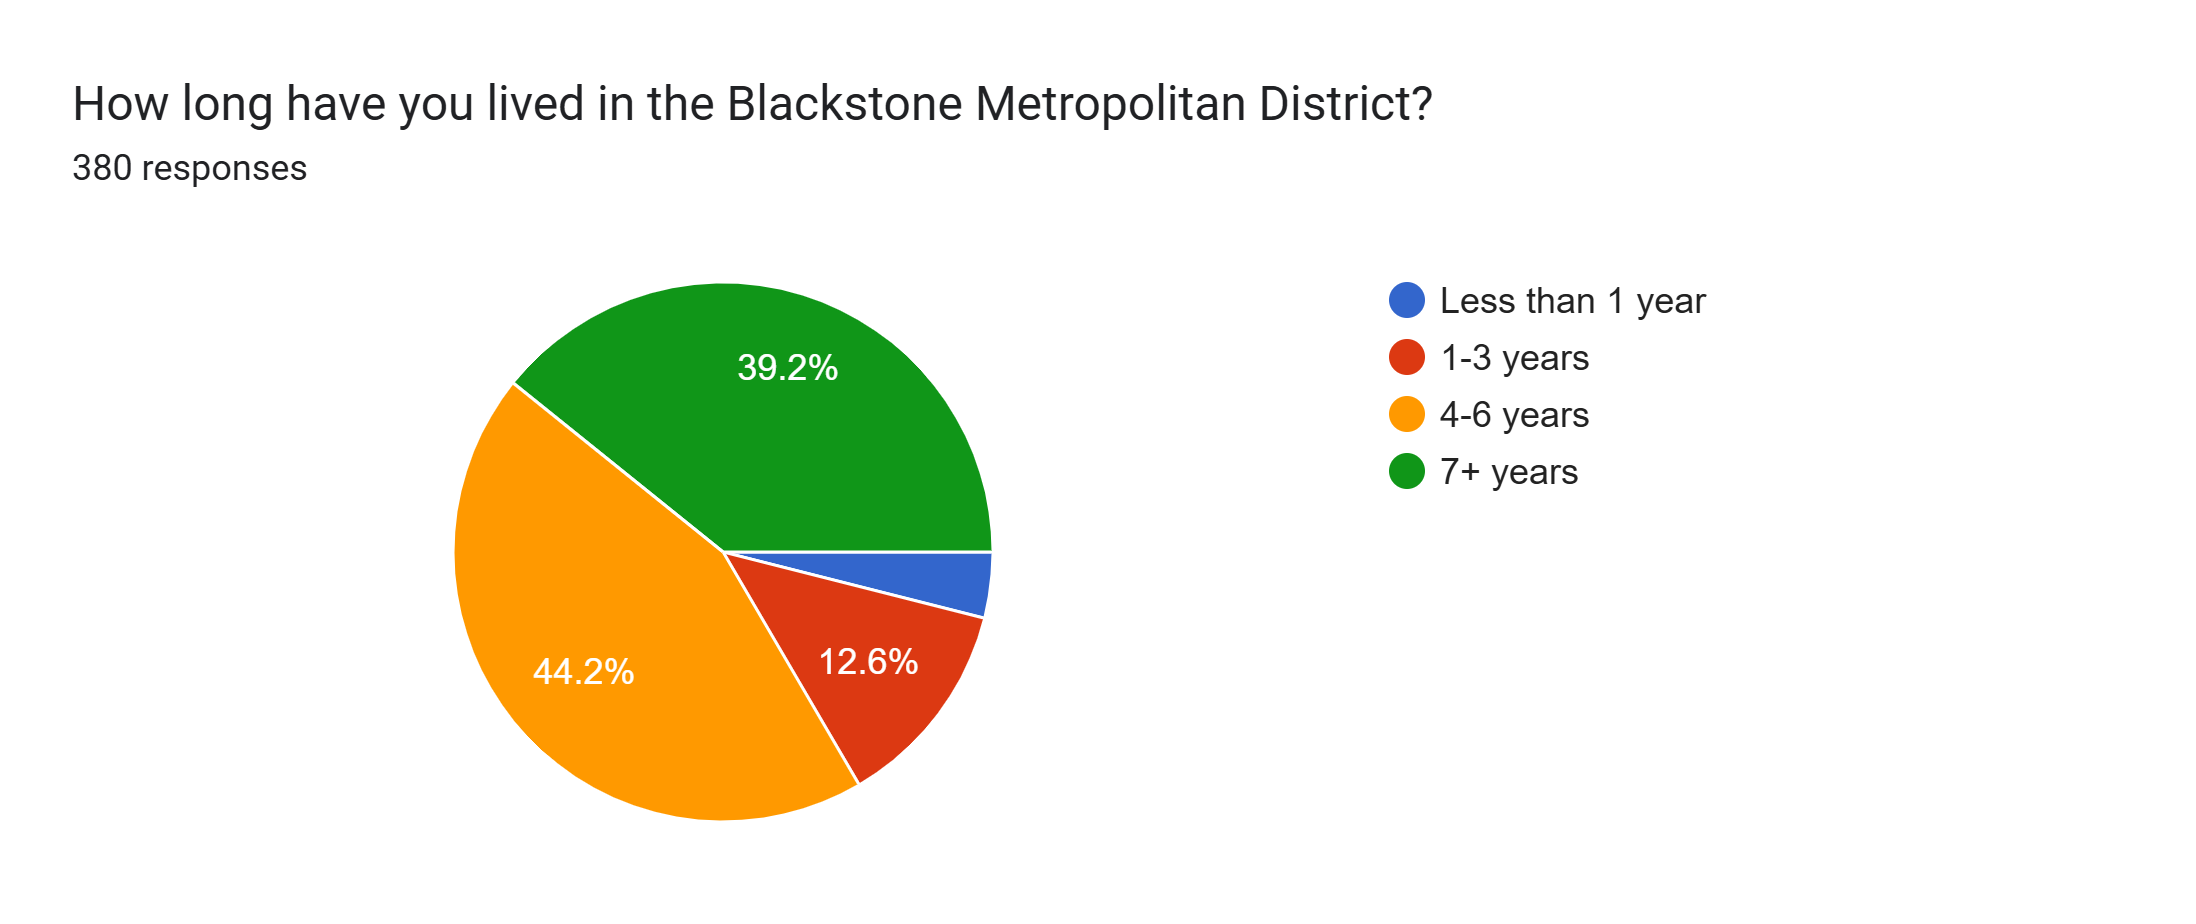 How long have you lived in the Blackstone Metropolitan District?
380 responses
39.2%
44.2%
12.6%
Less than 1 year
1-3 years
4-6 years
7+ years